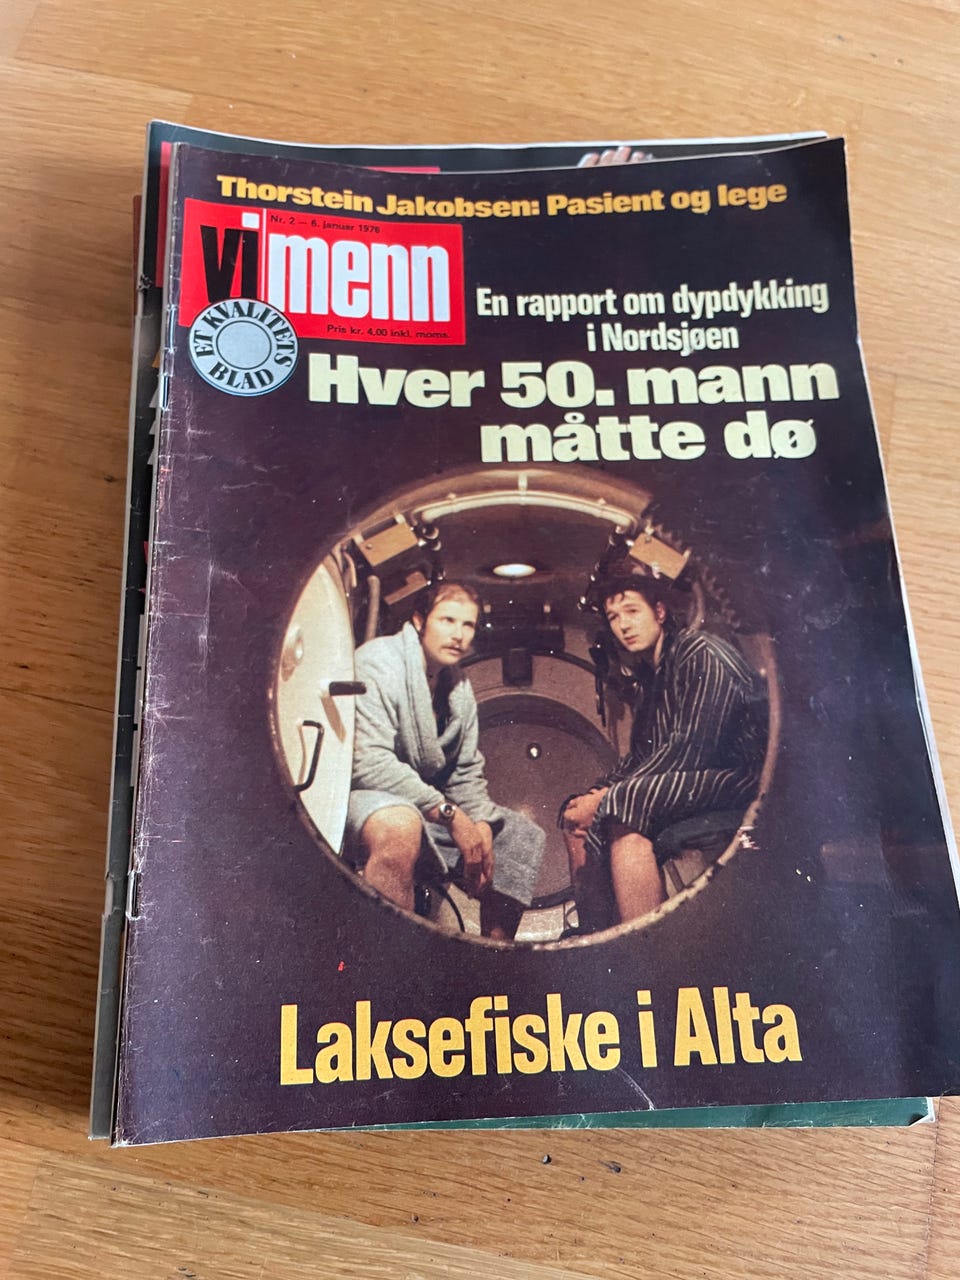 Thorstein Jakobsen: Pasient og lege
Nr. 2 — 6. januar 1976
vi menn
Pris kr. 4,00 inkl. moms.
ET KVALITETS
BLAD
En rapport om dypdykking
i Nordsjøen
Hver 50. mann
måtte dø
Laksefiske i Alta